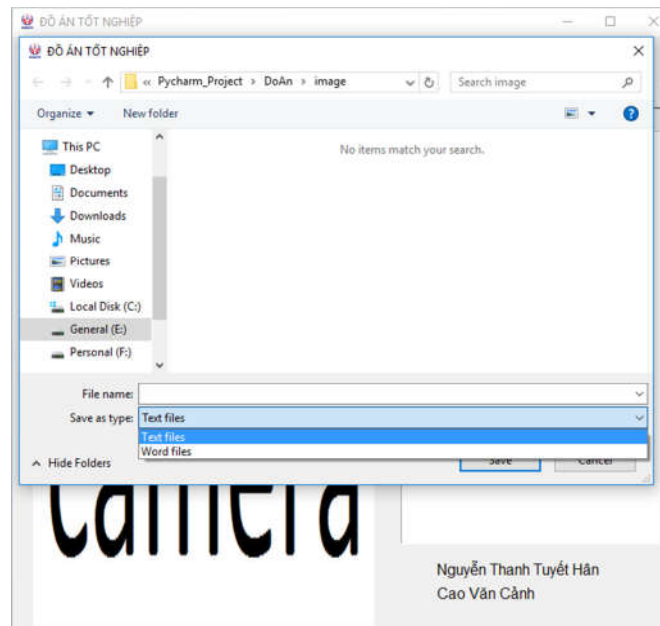 ĐỒ ÁN TỐT NGHIỆP
ĐỒ ÁN TỐT NGHIỆP
« Pycharm_Project › DoAn › image
Search image
Organize
New folder
This PC
Desktop
Documents
Downloads
Music
Pictures
Videos
Local Disk (C:)
General (E:)
Personal (F:)
No items match your search.
File name:
Save as type: Text files
Text files
Word files
Hide Folders
Save
Cancel
camera
Nguyễn Thanh Tuyết Hân
Cao Văn Cảnh